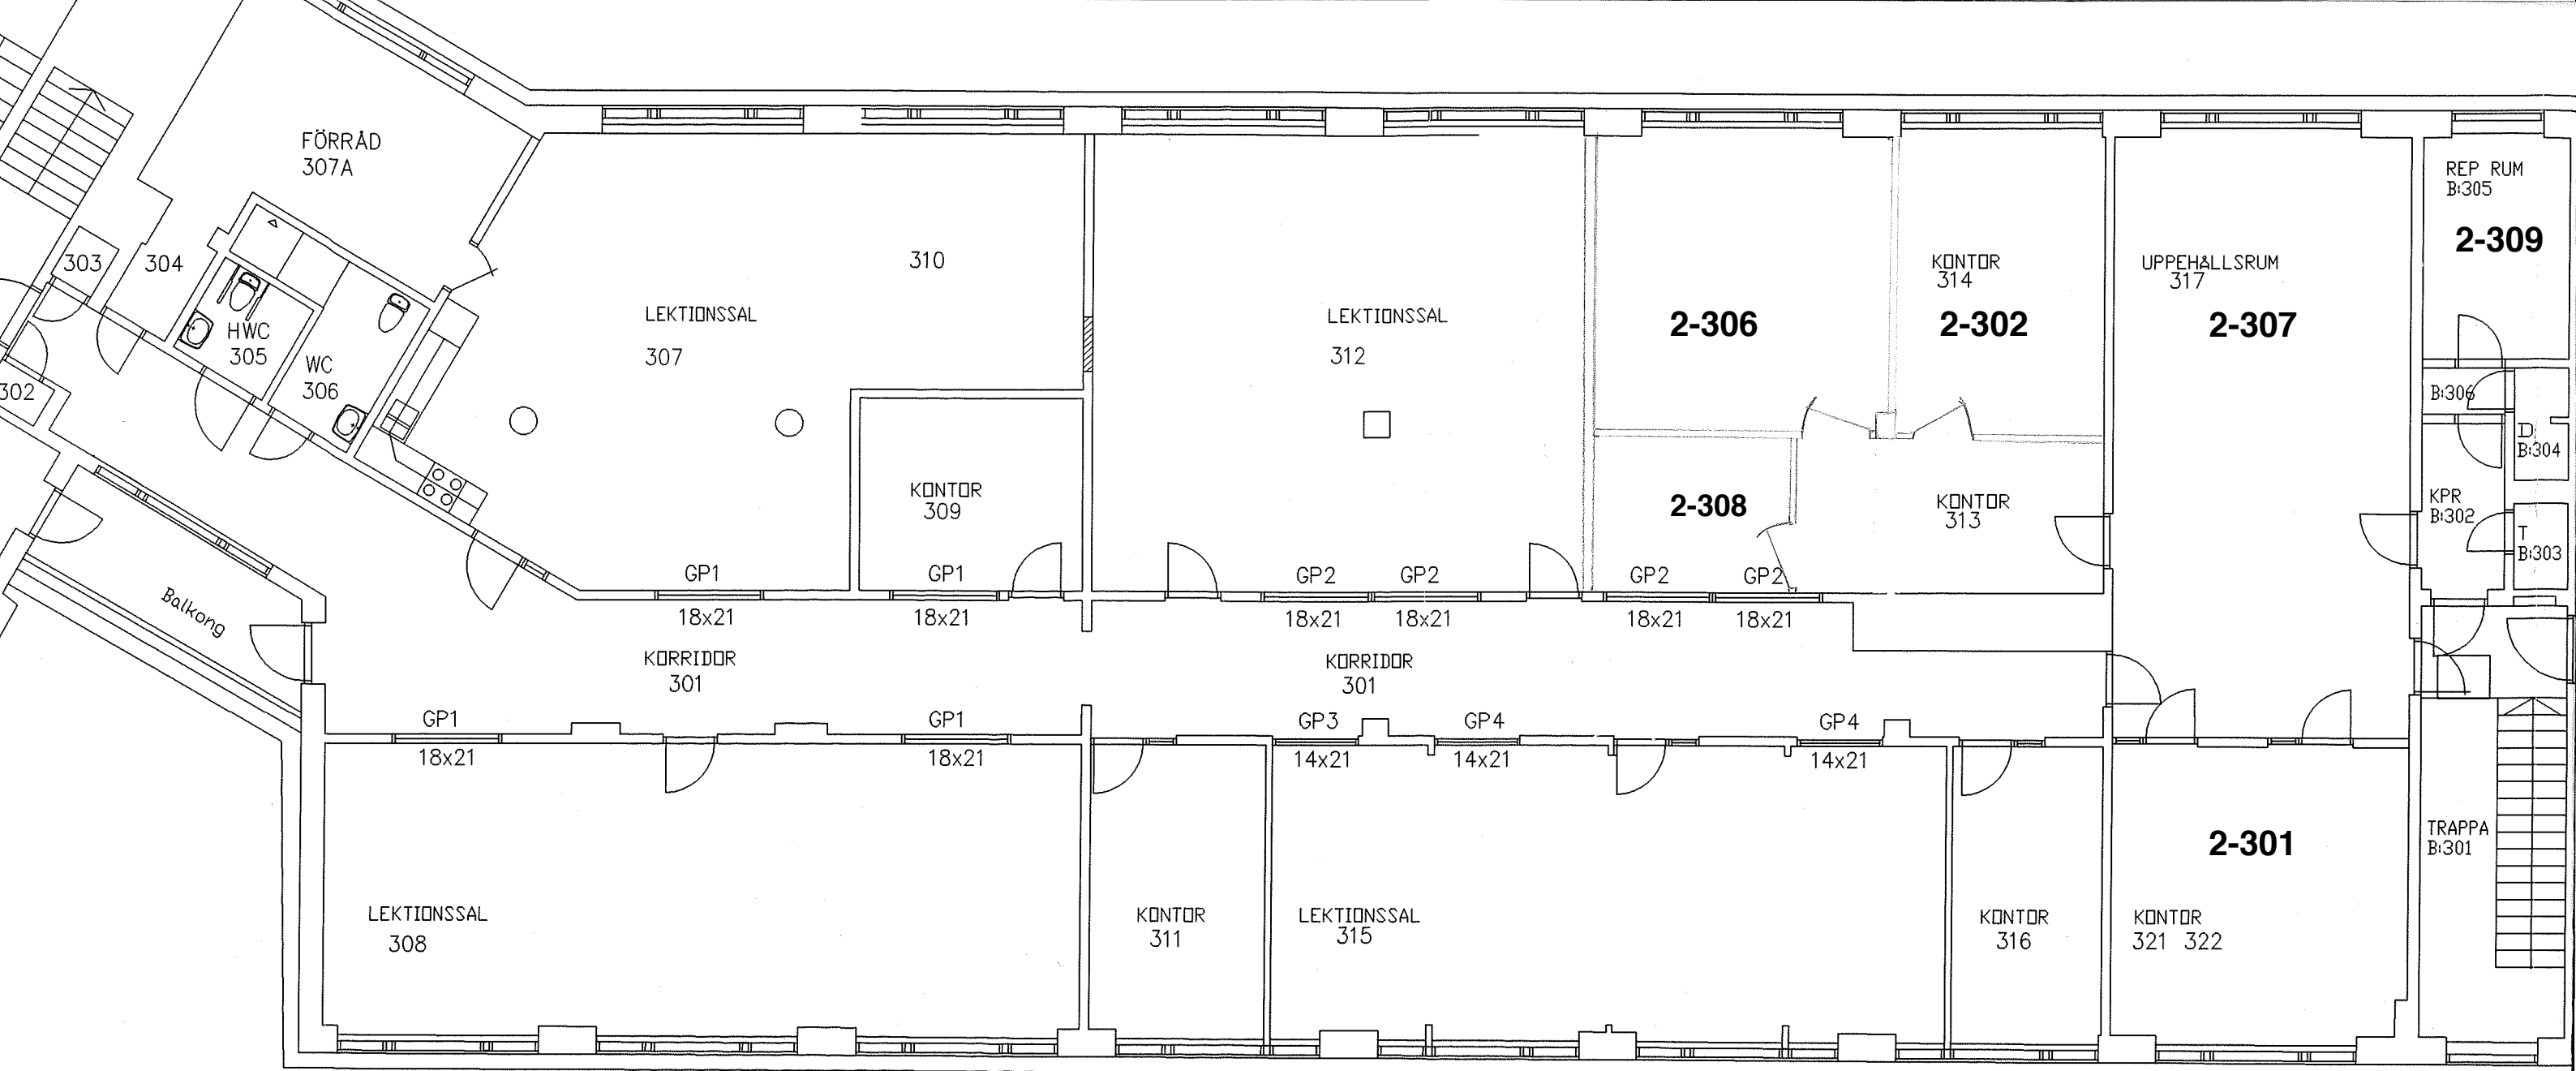 FÖRRÅD
307A
303
304
HWC
305
WC
306
302
Balkong
310
LEKTIONSSAL
307
KONTOR
309
GP1
18x21
GP1
18x21
KORRIDOR
301
GP1
18x21
GP1
18x21
LEKTIONSSAL
308
LEKTIONSSAL
312
GP2
GP2
18x21
18x21
2-306
KONTOR
314
2-302
2-308
KONTOR
313
GP2
GP2
18x21
18x21
KORRIDOR
301
GP3
14x21
GP4
14x21
GP4
14x21
KONTOR
311
LEKTIONSSAL
315
KONTOR
316
UPPEHÅLLSRUM
317
2-307
2-301
KONTOR
321 322
REP RUM
B:305
2-309
B:306
D
B:304
KPR
B:302
T
B:303
TRAPPA
B:301